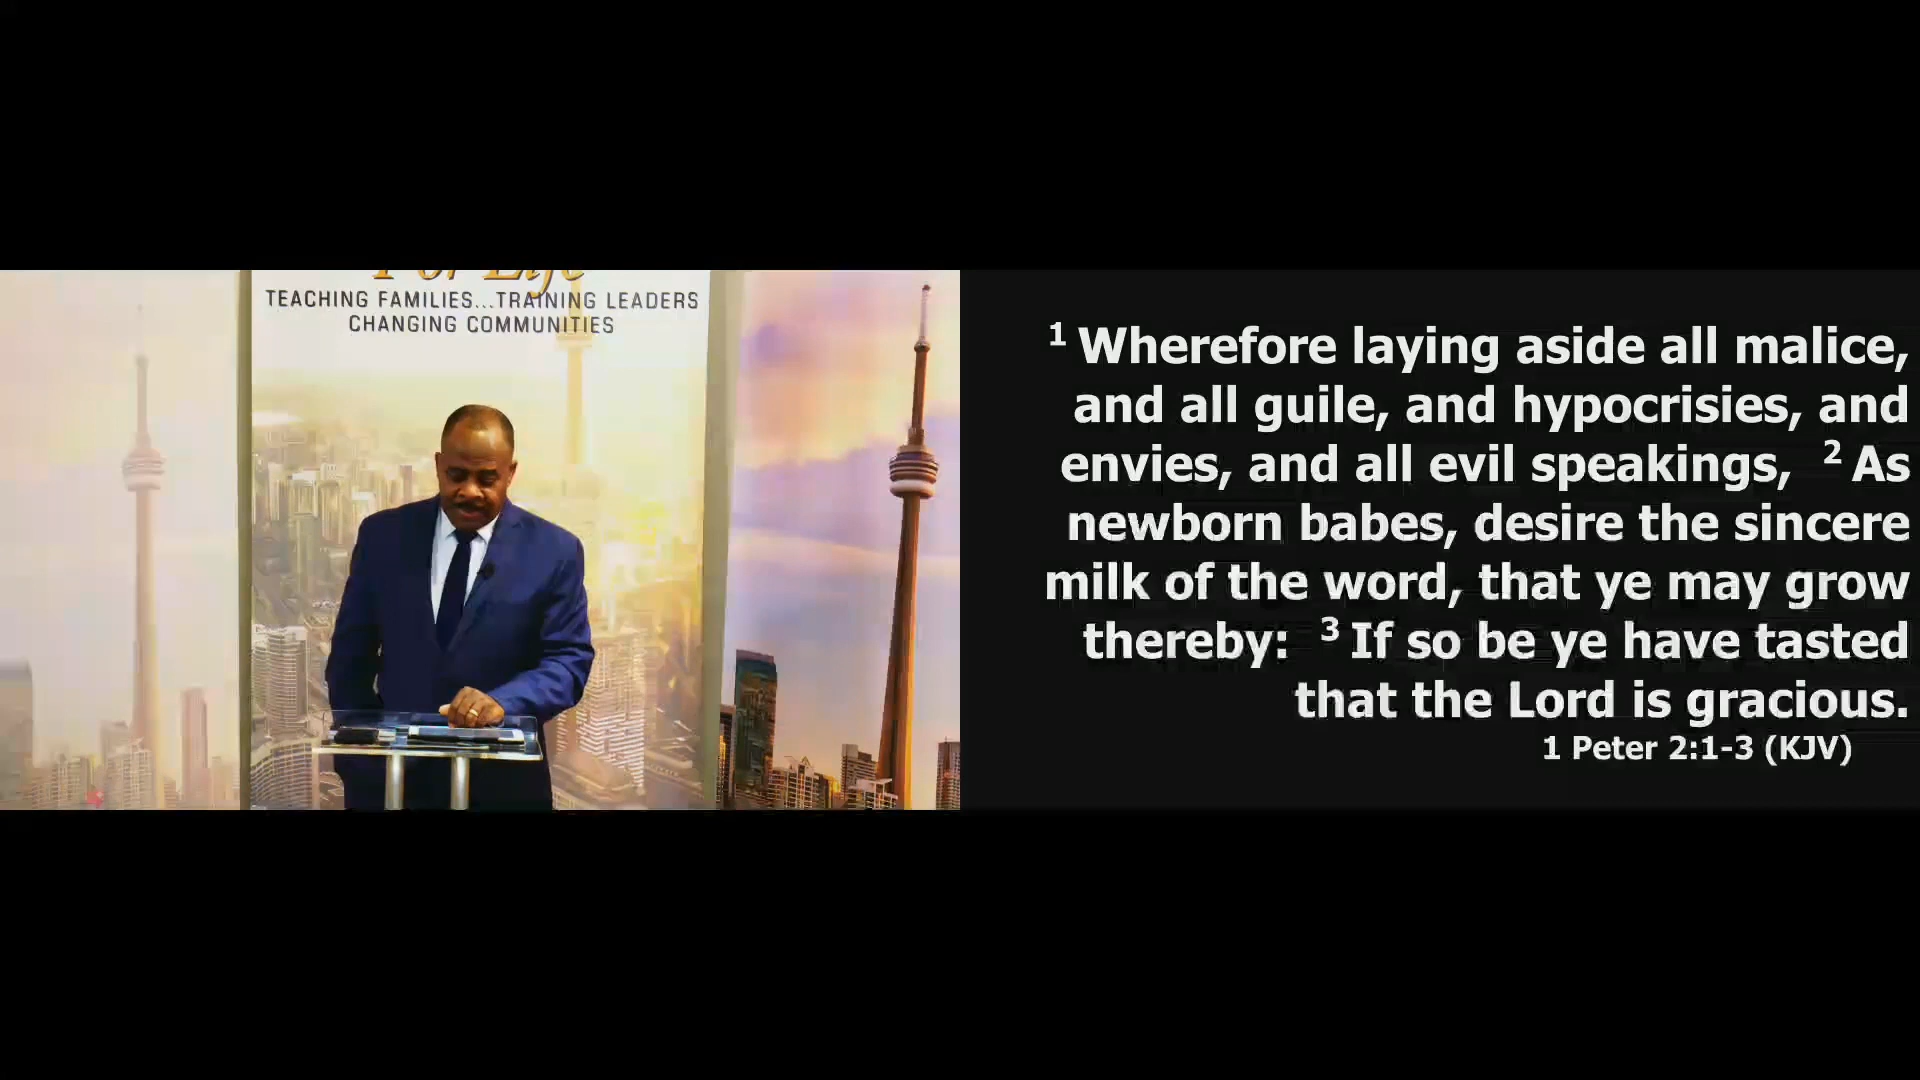 For Life
TEACHING FAMILIES...TRAINING LEADERS
CHANGING COMMUNITIES
1 Wherefore laying aside all malice,
and all guile, and hypocrisies, and
envies, and all evil speakings, 2 As
newborn babes, desire the sincere
milk of the word, that ye may grow
thereby: 3 If so be ye have tasted
that the Lord is gracious.
1 Peter 2:1-3 (KJV)